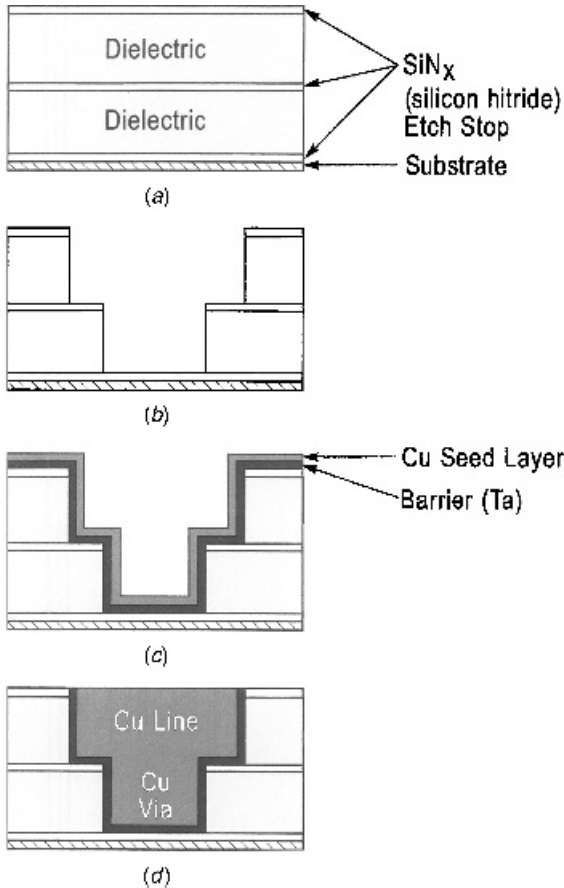 Dielectric
Dielectric
SiNX
(silicon hitride)
Etch Stop
Substrate
(a)
(b)
Cu Seed Layer
Barrier (Ta)
(c)
Cu Line
Cu
Via
(d)